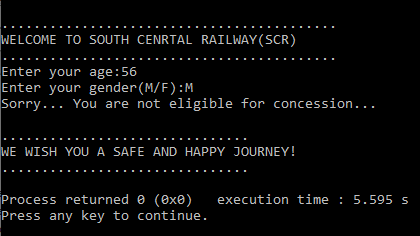 ..........................................
WELCOME TO SOUTH CENRTAL RAILWAY(SCR)
..........................................
Enter your age:56
Enter your gender(M/F):M
Sorry... You are not eligible for concession...
...............................
WE WISH YOU A SAFE AND HAPPY JOURNEY!
...............................
Process returned 0 (0x0)   execution time : 5.595 s
Press any key to continue.